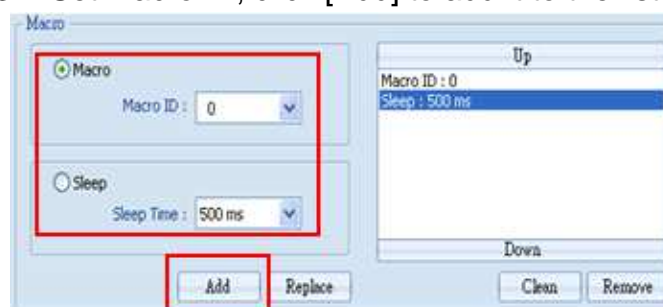 Macro
Macro
Macro ID : 0
Sleep
Sleep Time : 500 ms
Add Replace
Up
Macro ID : 0
Sleep : 500 ms
Down
Clean Remove